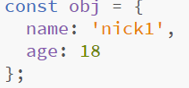 const obj = {
  name: 'nick1',
  age: 18
};